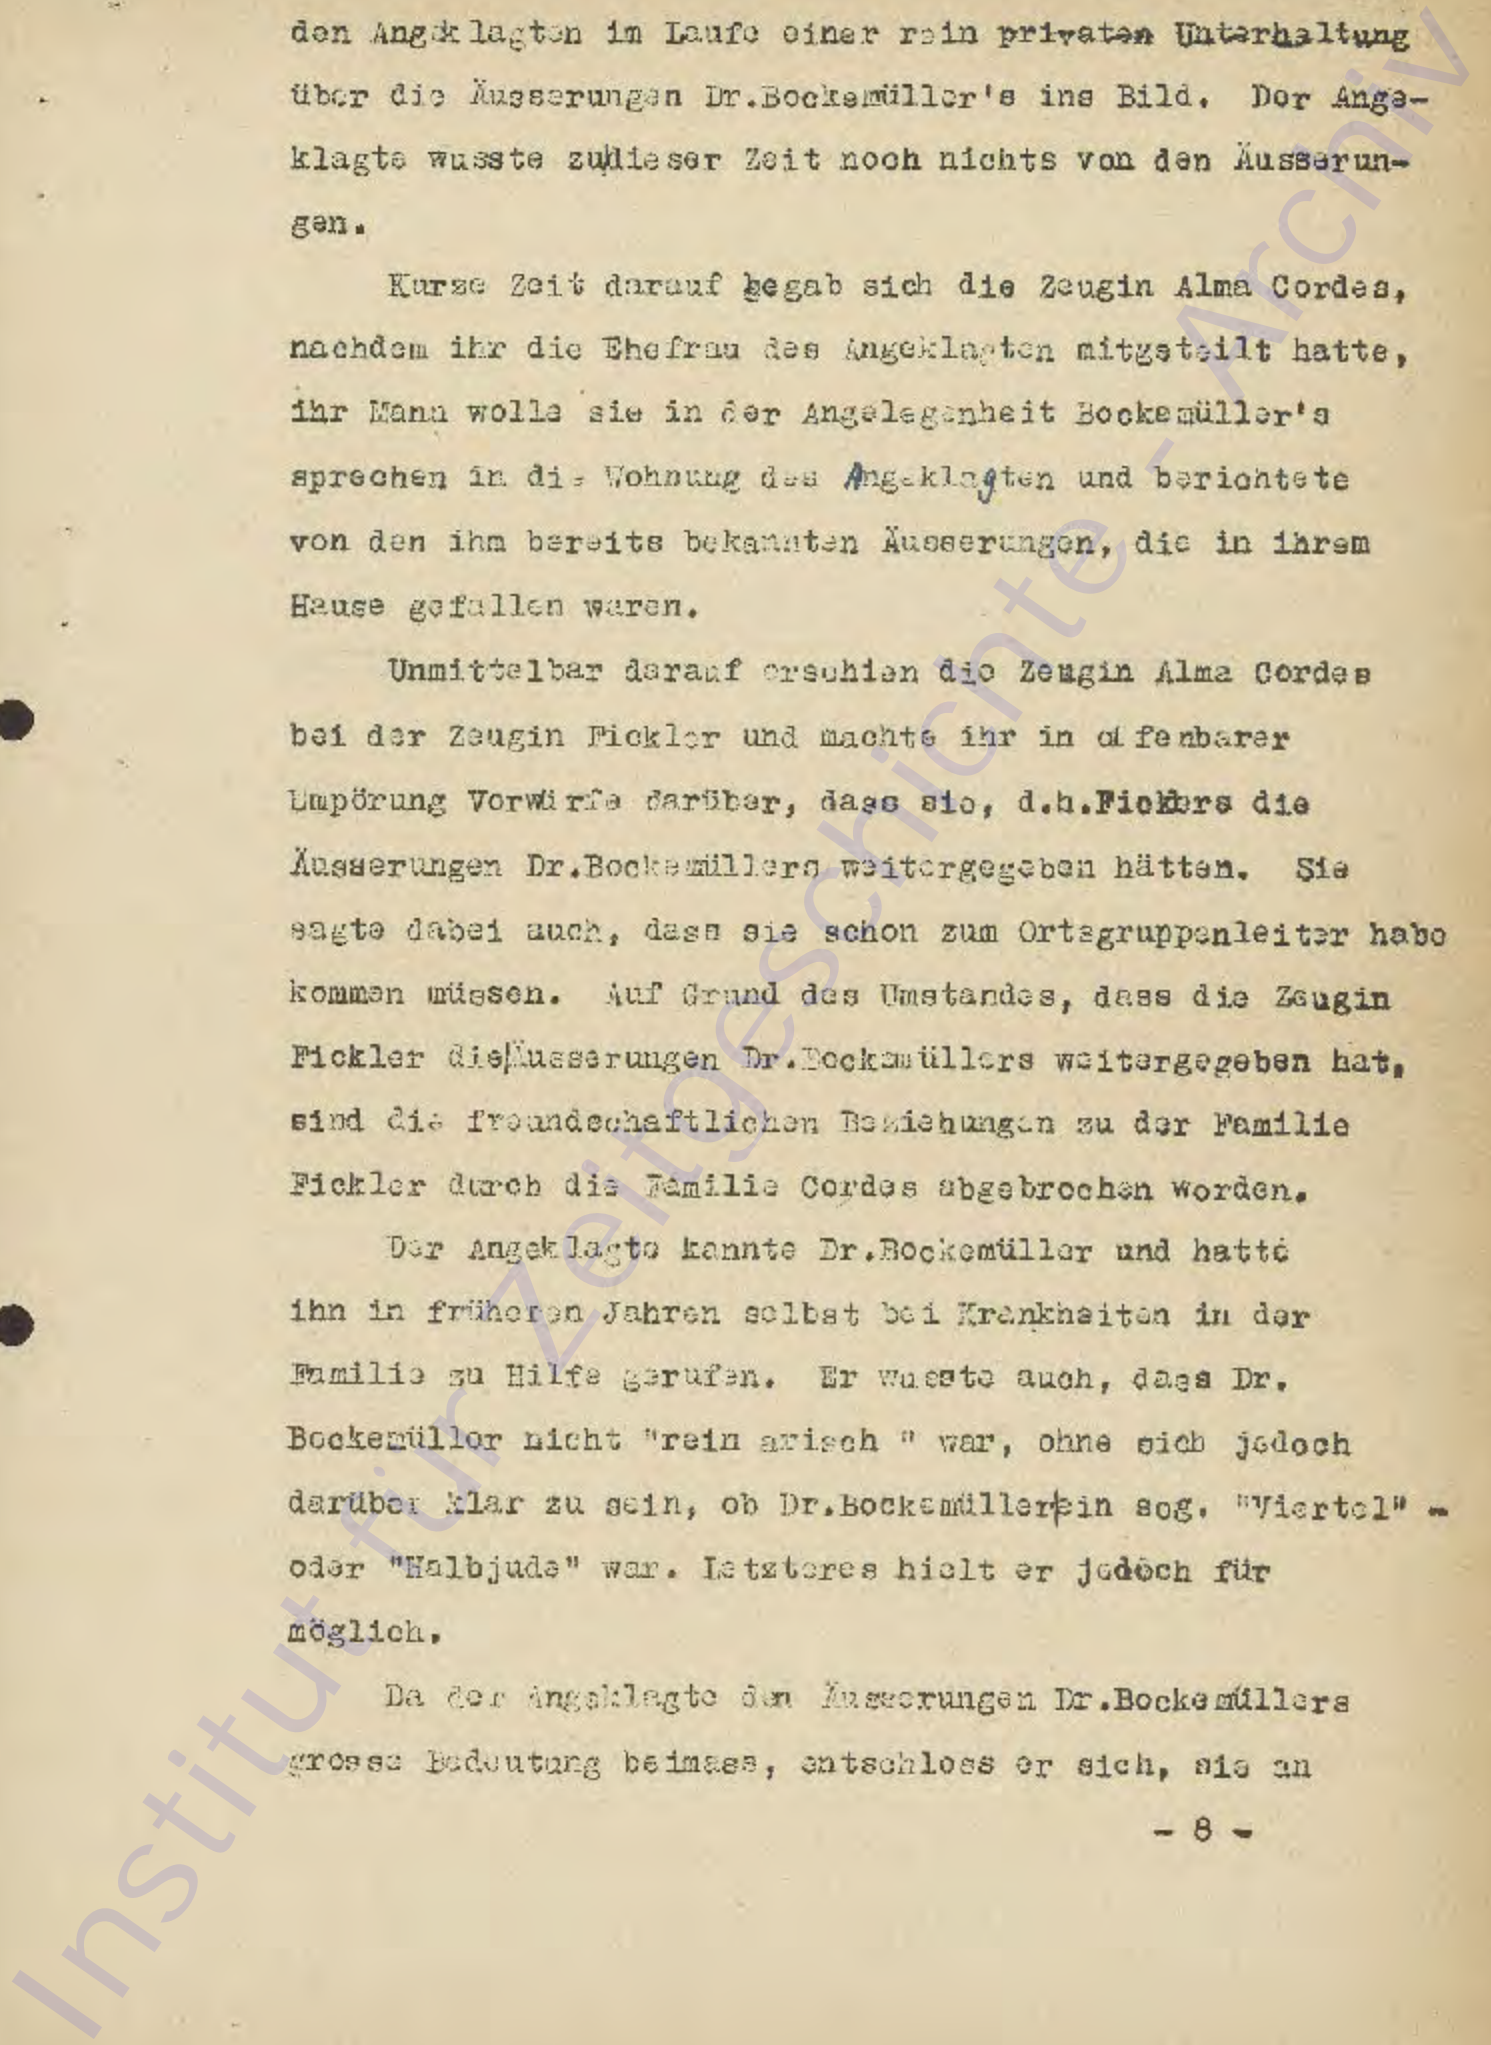 den Angeklagten im Laufe einer rein privaten Unterhaltung
über die Äusserungen Dr.Bockemüller's ins Bild. Der Ange-
klagte wusste zu dieser Zeit noch nichts von den Äusserun-
gen.
Kurze Zeit darauf begab sich die Zeugin Alma Cordes,
nachdem ihr die Ehefrau des Angeklagten mitgeteilt hatte,
ihr Mann wolle sie in der Angelegenheit Bockemüller's
sprechen in die Wohnung des Angeklagten und berichtete
von den ihm bereits bekannten Äusserungen, die in ihrem
Hause gefallen waren.
Unmittelbar darauf erschien die Zeugin Alma Cordes
bei der Zeugin Fickler und machte ihr in offenbarer
Empörung Vorwürfe darüber, dass sie, d.h.Ficklers die
Äusserungen Dr.Bockemüllers weitergegeben hätten. Sie
sagte dabei auch, dass sie schon zum Ortsgruppenleiter habe
kommen müssen. Auf Grund des Umstandes, dass die Zeugin
Fickler die Äusserungen Dr.Bockemüllers weitergegeben hat,
sind die freundschaftlichen Beziehungen zu der Familie
Fickler durch die Familie Cordes abgebrochen worden.
Der Angeklagte kannte Dr.Bockemüller und hatte
ihn in früheren Jahren selbst bei Krankheiten in der
Familie zu Hilfe gerufen. Er wusste auch, dass Dr.
Bockemüller nicht "rein arisch " war, ohne sich jedoch
darüber klar zu sein, ob Dr.Bockemüller ein sog. "Viertel" -
oder "Halbjude" war. Letzteres hielt er jedoch für
möglich.
Da der Angeklagte den Äusserungen Dr.Bockemüllers
grosse Bedeutung beimass, entschloss er sich, sie an
- 8 -
Institut für Zeitgeschichte - Archiv